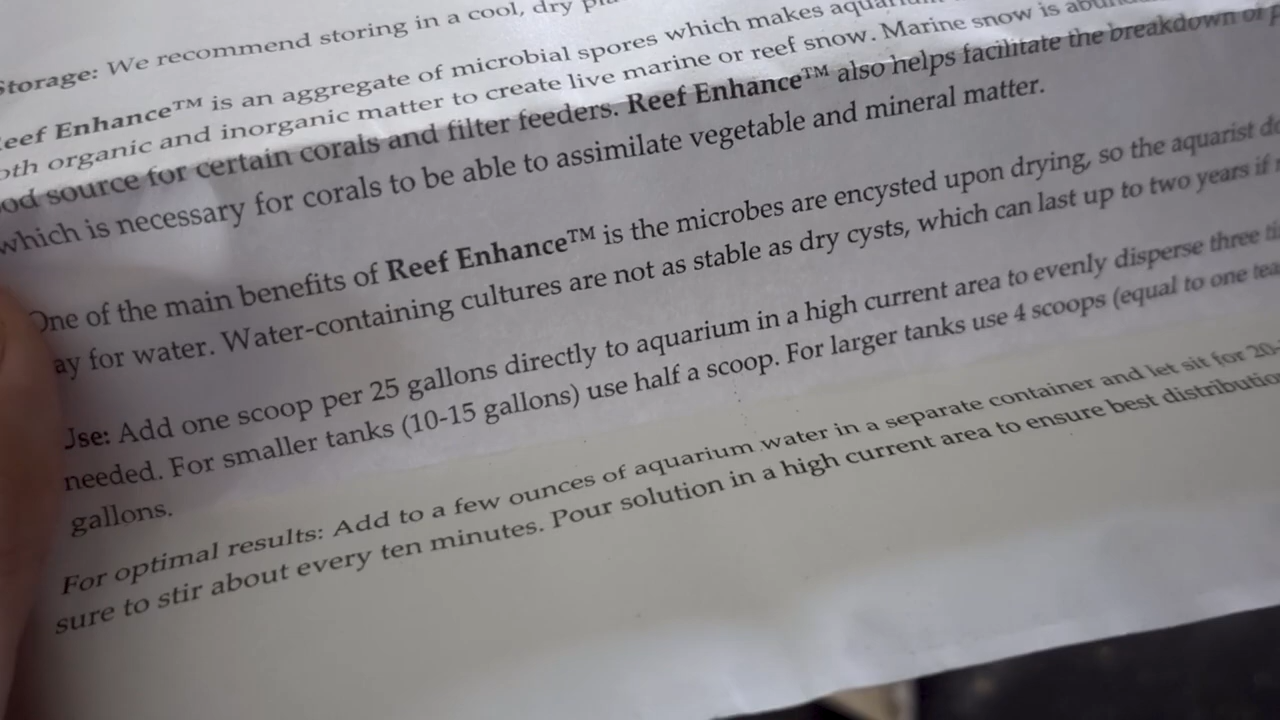 Storage: We recommend storing in a cool, dry
Reef Enhance™ is an aggregate of microbial spores which makes
both organic and inorganic matter to create live marine or reef snow. Marine snow is
source for certain corals and filter feeders. Reef Enhance™ also helps facilitate the breakdown of
which is necessary for corals to be able to assimilate vegetable and mineral matter.
One of the main benefits of Reef Enhance™ is the microbes are encysted upon drying, so the aquarist
for water. Water-containing cultures are not as stable as dry cysts, which can last up to two years if
Use: Add one scoop per 25 gallons directly to aquarium in a high current area to evenly disperse three
needed. For smaller tanks (10-15 gallons) use half a scoop. For larger tanks use 4 scoops (equal to one
gallons.
For optimal results: Add to a few ounces of aquarium water in a separate container and let sit for 20-
sure to stir about every ten minutes. Pour solution in a high current area to ensure best distribution